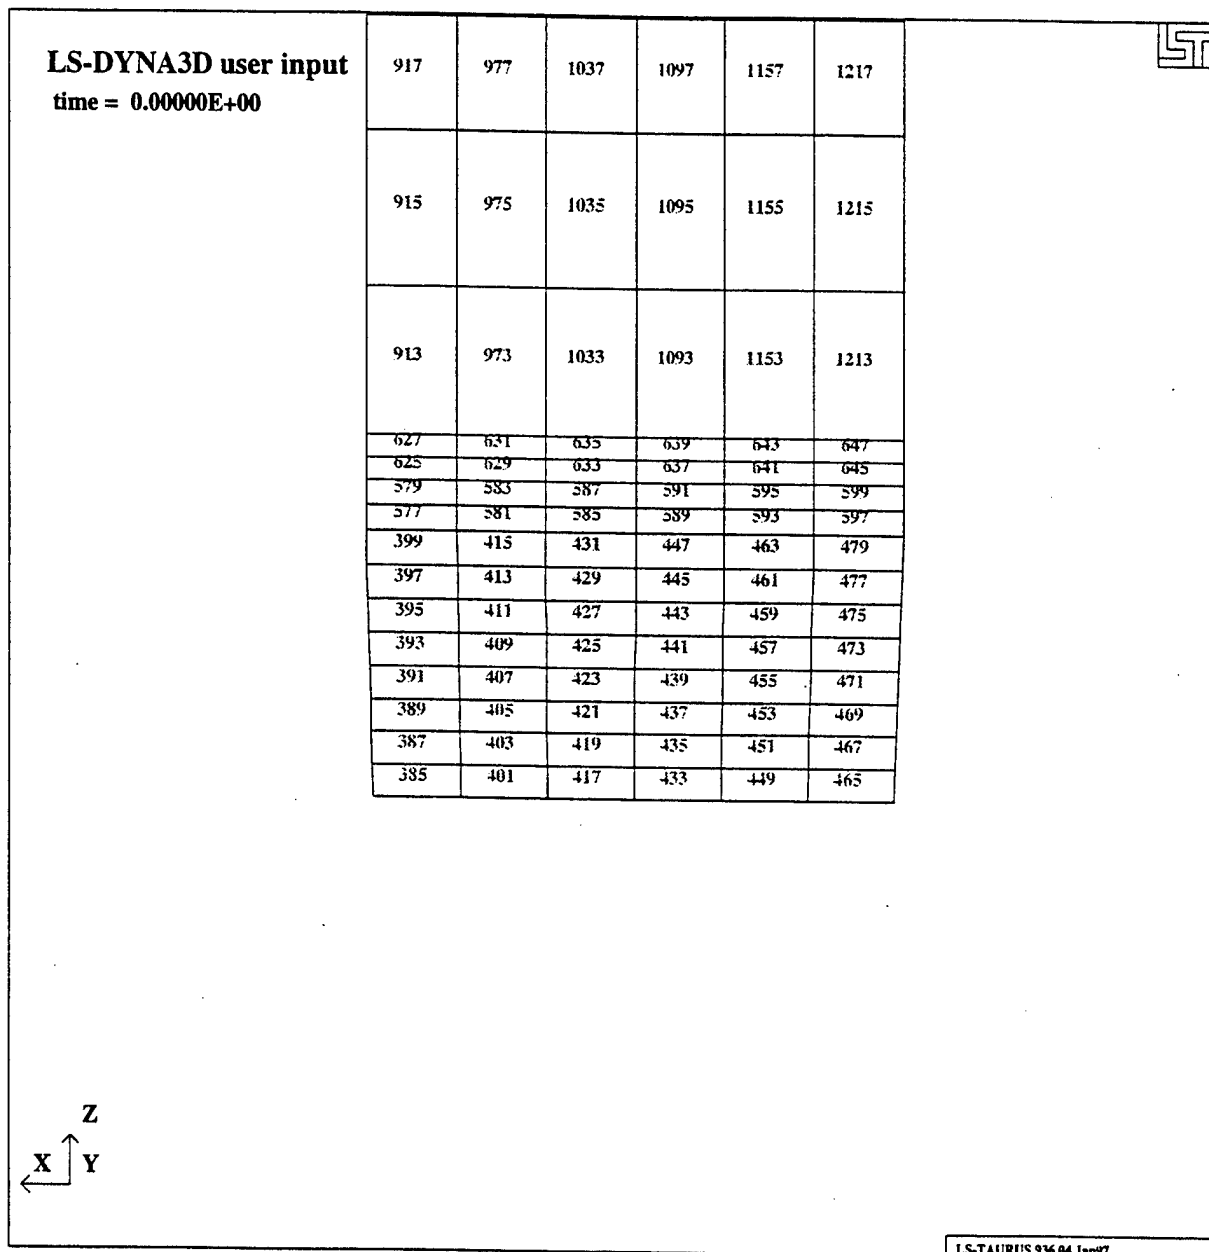 LS-DYNA3D user input
time = 0.00000E+00
917 977 1037 1097 1157 1217
915 975 1035 1095 1155 1215
913 973 1033 1093 1153 1213
627 631 635 639 643 647
625 629 633 637 641 645
579 583 587 591 595 599
577 581 585 589 593 597
399 415 431 447 463 479
397 413 429 445 461 477
395 411 427 443 459 475
393 409 425 441 457 473
391 407 423 439 455 471
389 405 421 437 453 469
387 403 419 435 451 467
385 401 417 433 449 465
Z
X Y
LS-TAURUS 936.04 Jan97